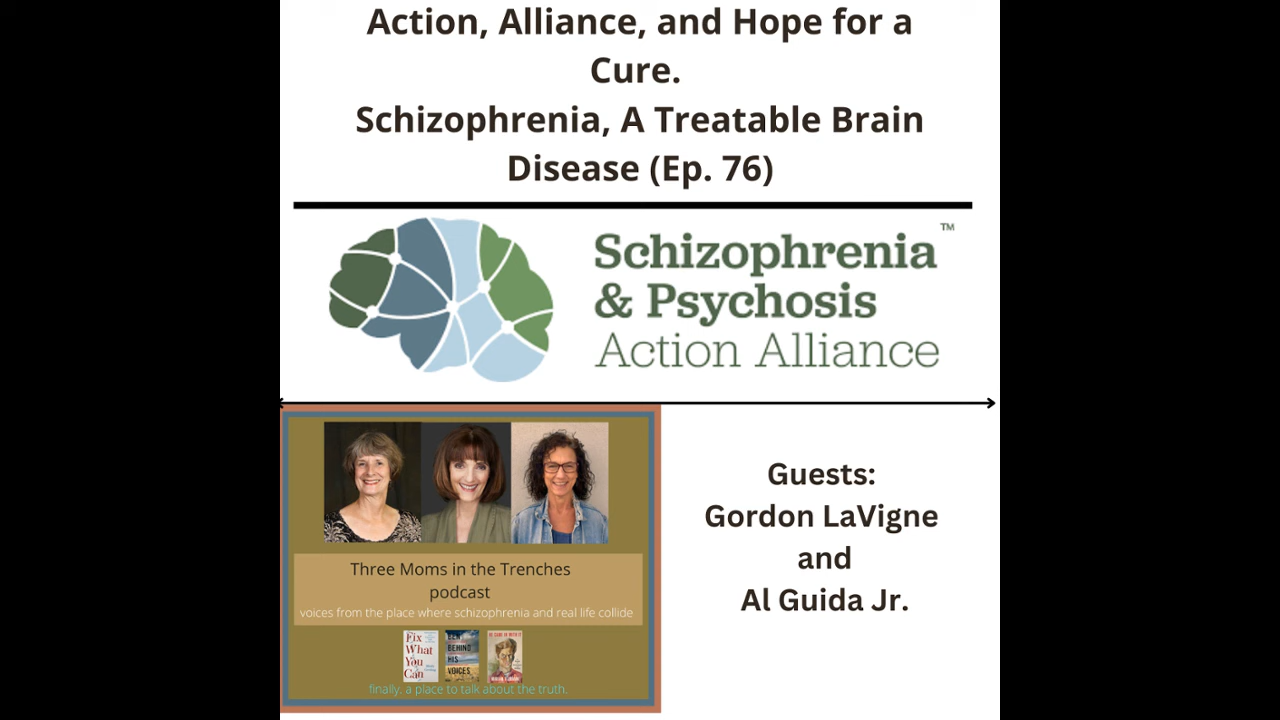 Action, Alliance, and Hope for a
Cure.
Schizophrenia, A Treatable Brain
Disease (Ep. 76)
Schizophrenia™
& Psychosis
Action Alliance
Guests:
Gordon LaVigne
and
Al Guida Jr.
Three Moms in the Trenches
podcast
voices from the place where schizophrenia and real life collide
Fix
What
You
Can
BEHIND
HIS
VOICES
finally, a place to talk about the truth.